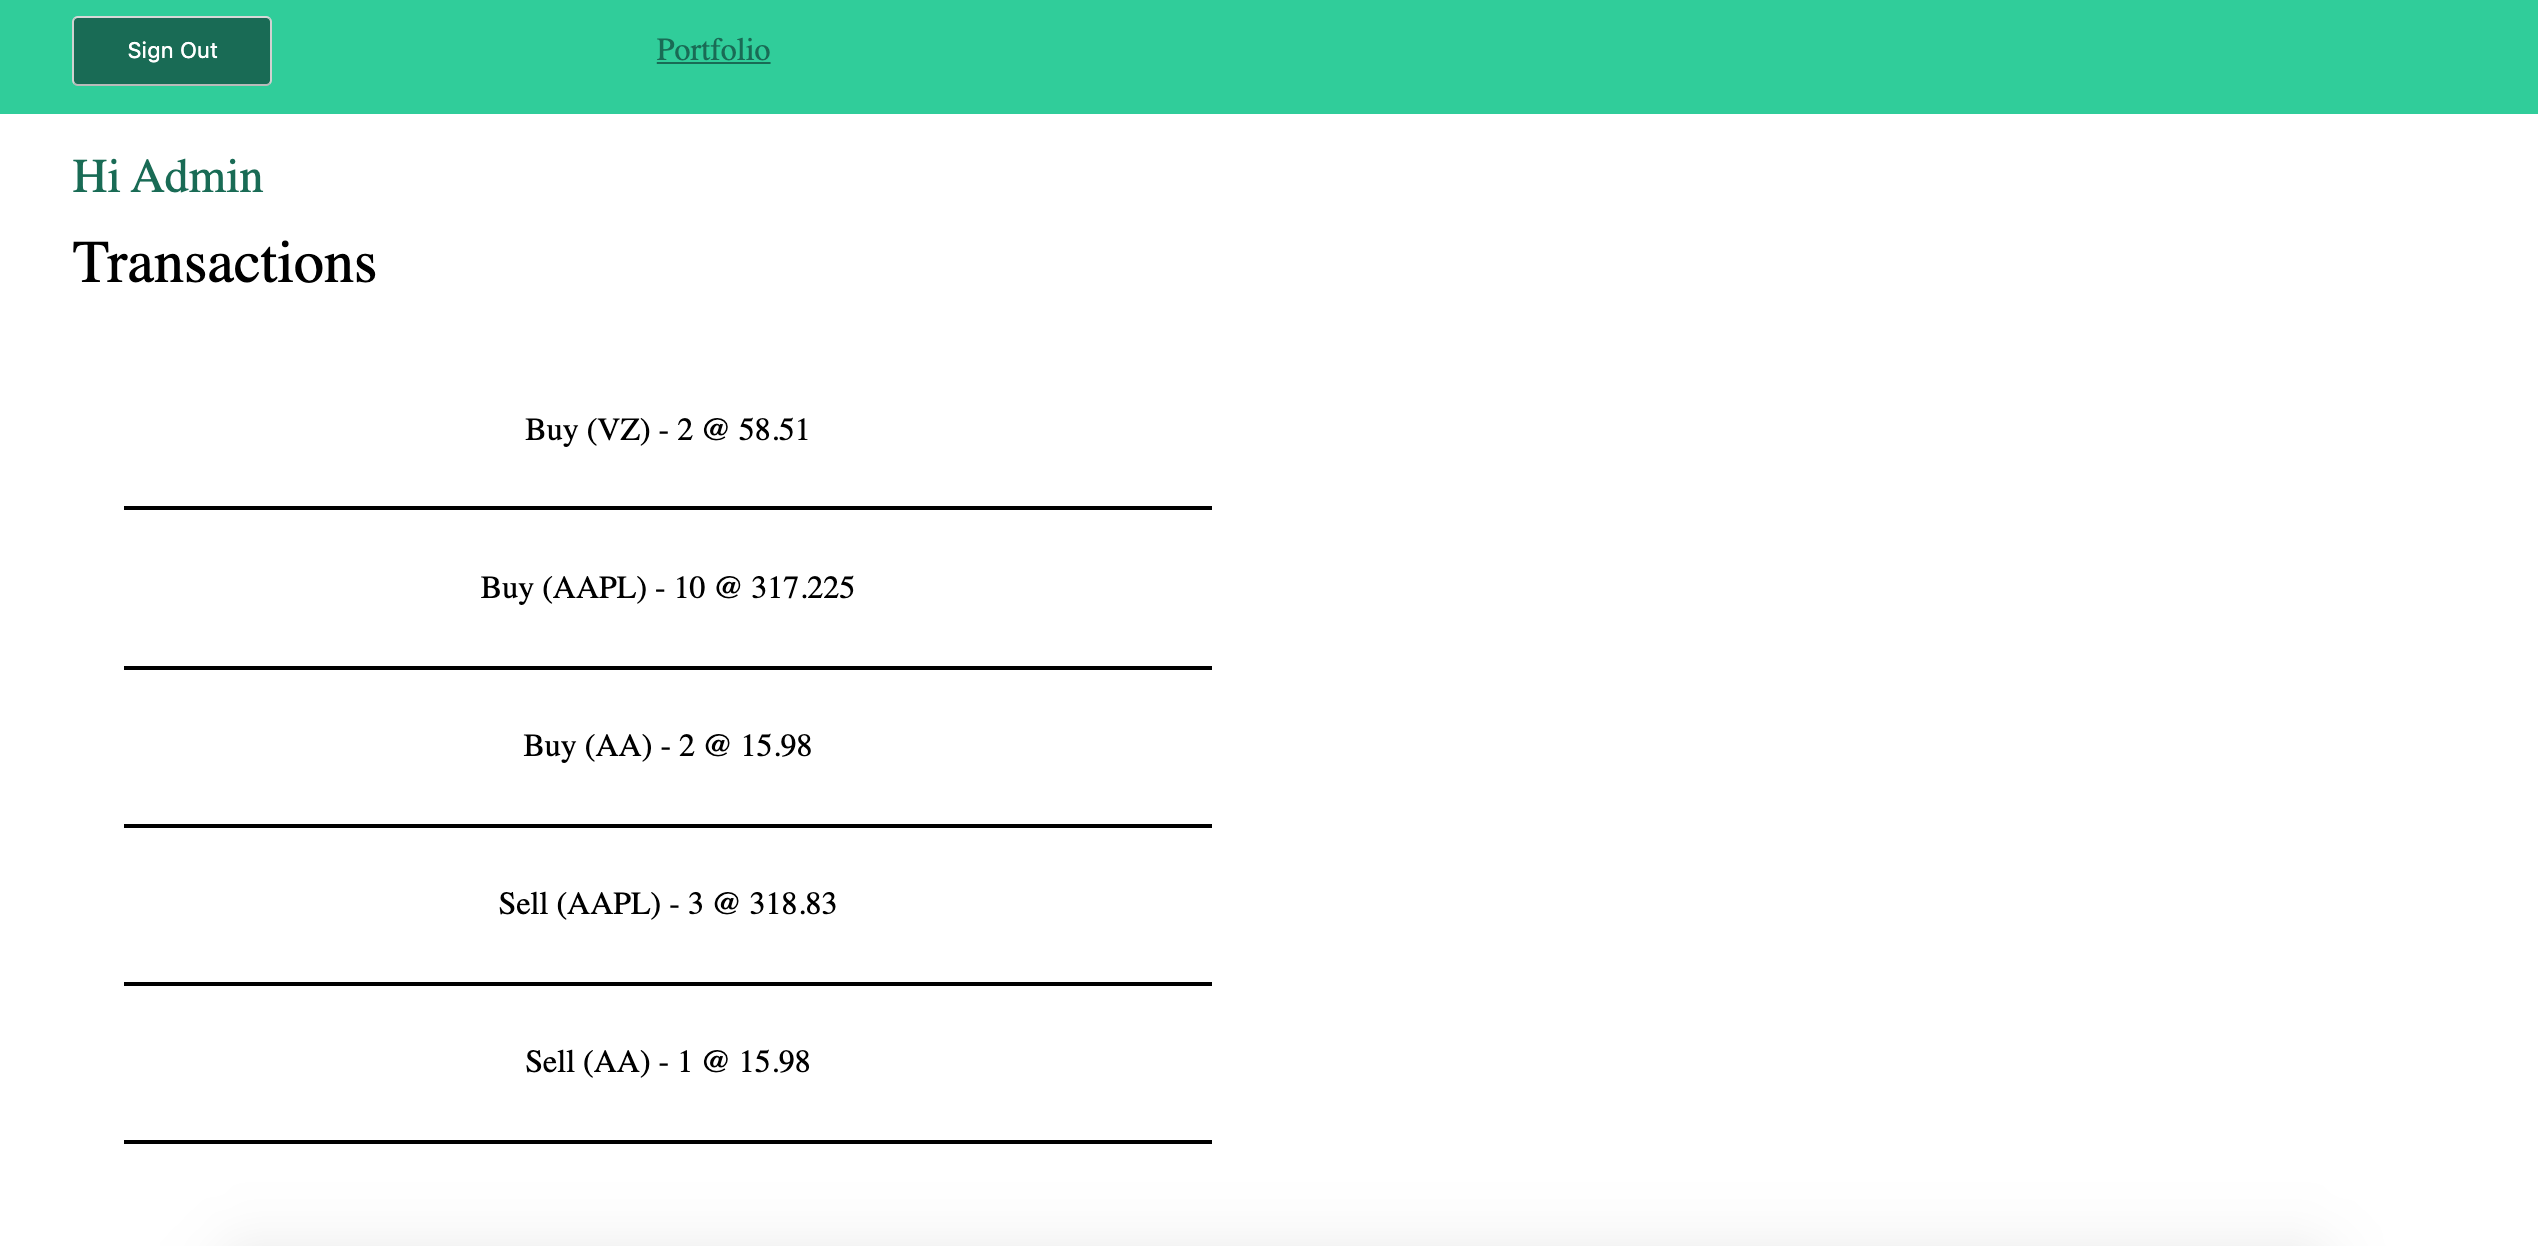 Sign Out
Portfolio
Hi Admin
Transactions
Buy (VZ) - 2 @ 58.51
Buy (AAPL) - 10 @ 317.225
Buy (AA) - 2 @ 15.98
Sell (AAPL) - 3 @ 318.83
Sell (AA) - 1 @ 15.98